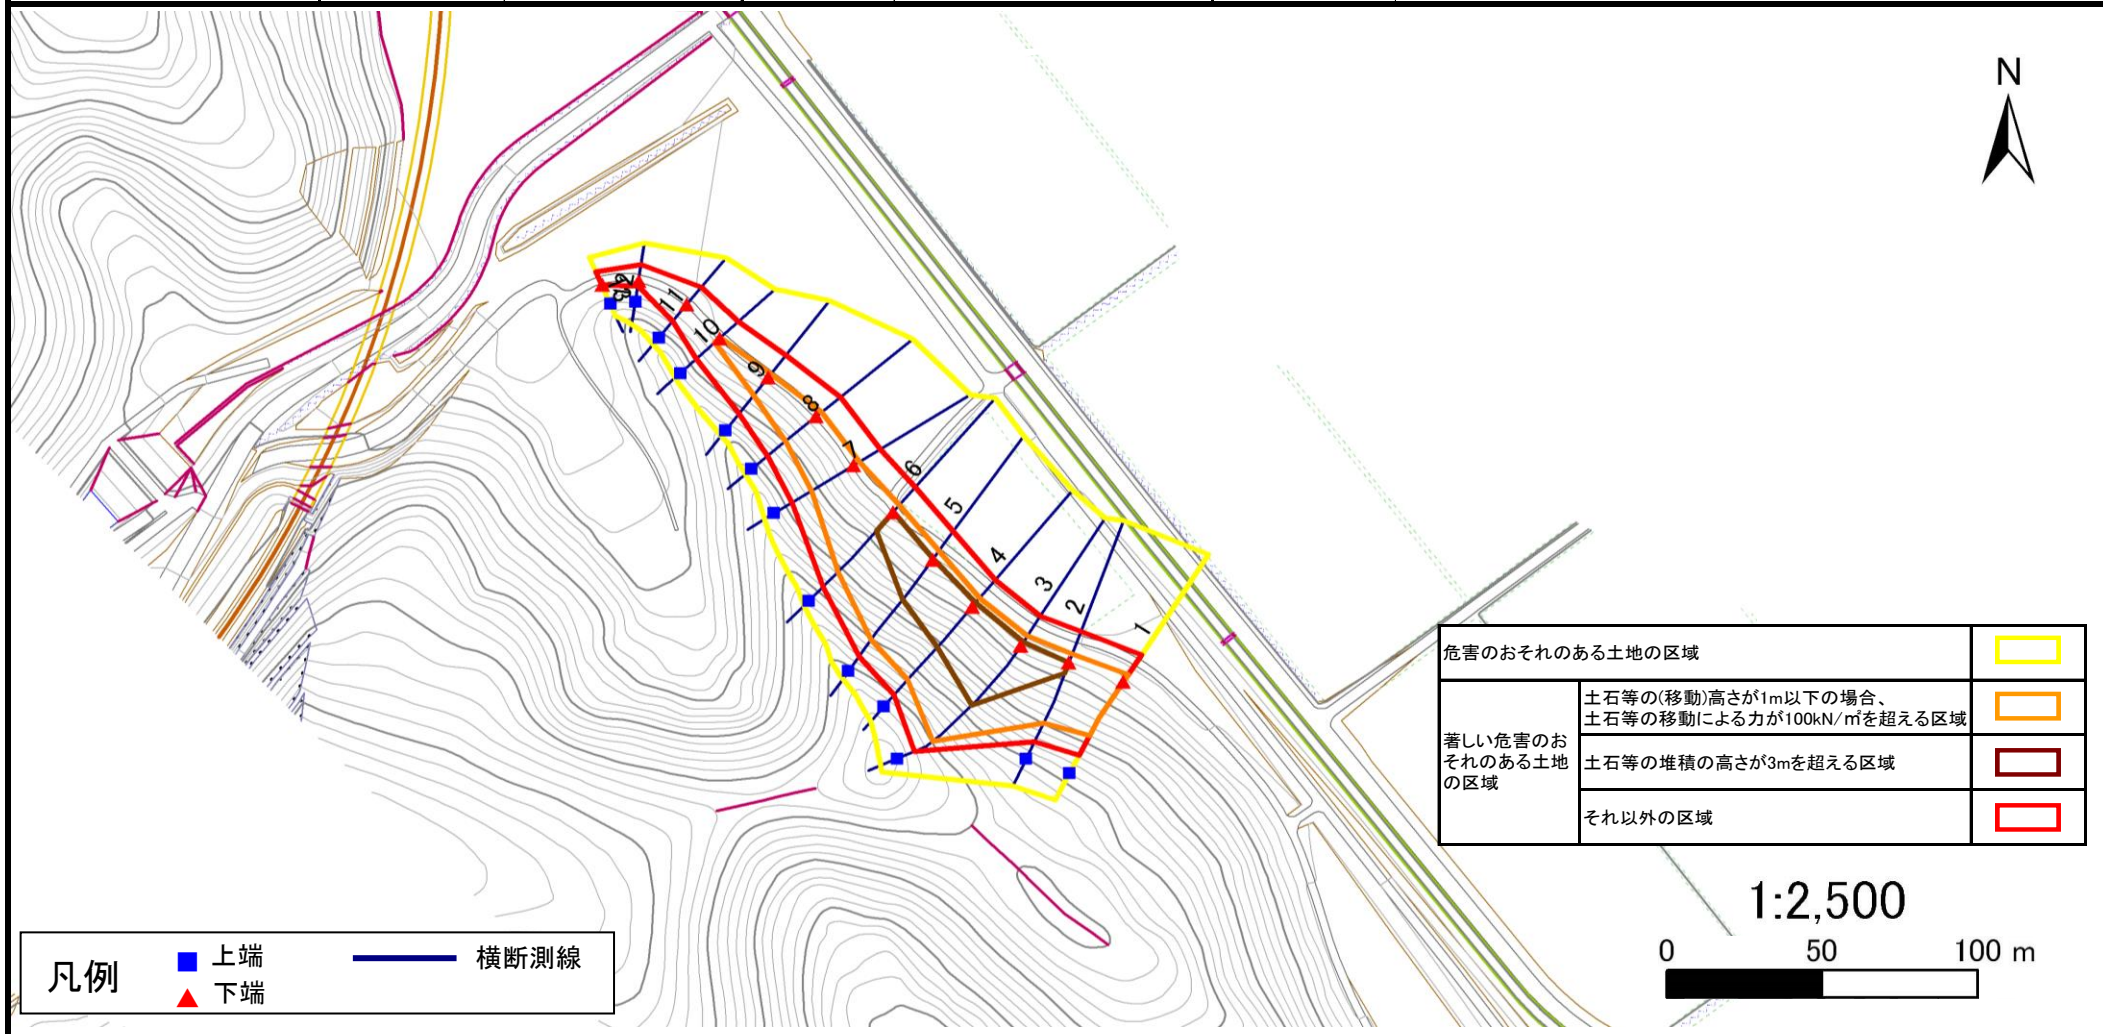 N
12
13
11
10
9
8
7
6
5
4
3
2
1
危害のおそれのある土地の区域
著しい危害のお
それのある土地
の区域
土石等の(移動)高さが1m以下の場合、
土石等の移動による力が100kN/㎡を超える区域
土石等の堆積の高さが3mを超える区域
それ以外の区域
1:2,500
0 50 100 m
凡例
上端
下端
横断測線